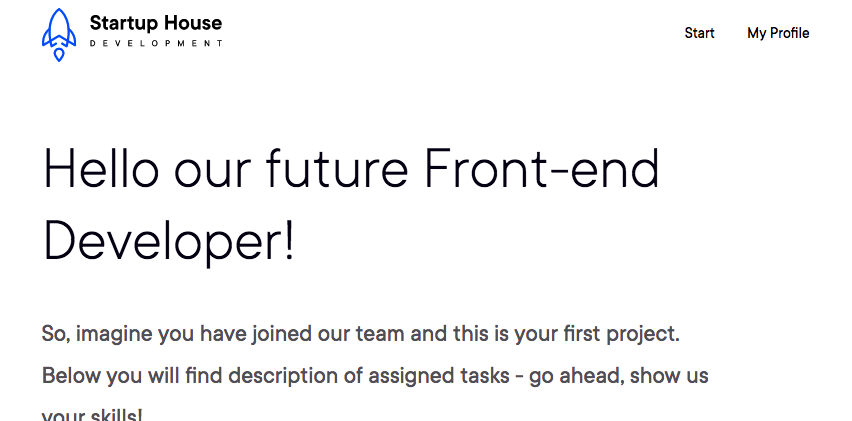 Startup House
DEVELOPMENT
Start
My Profile
Hello our future Front-end
Developer!
So, imagine you have joined our team and this is your first project.
Below you will find description of assigned tasks - go ahead, show us
your skills!